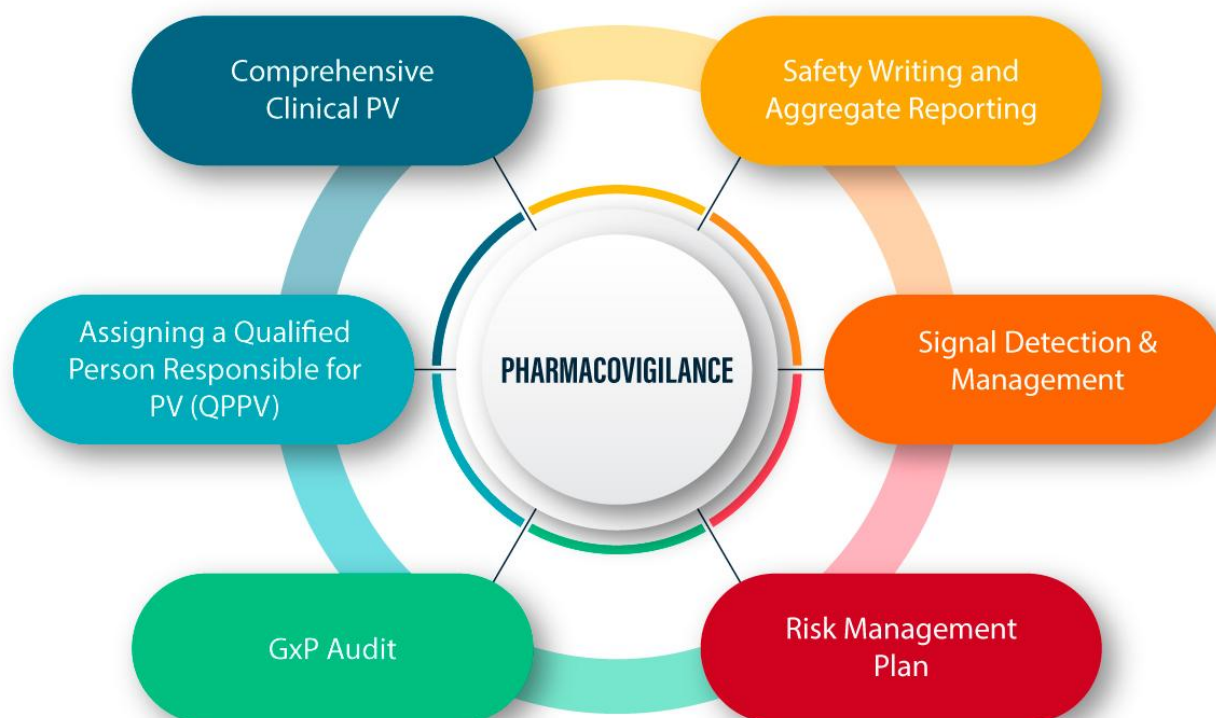 Comprehensive
Clinical PV
Safety Writing and
Aggregate Reporting
Assigning a Qualified
Person Responsible for
PV (QPPV)
PHARMACOVIGILANCE
Signal Detection &
Management
GxP Audit
Risk Management
Plan